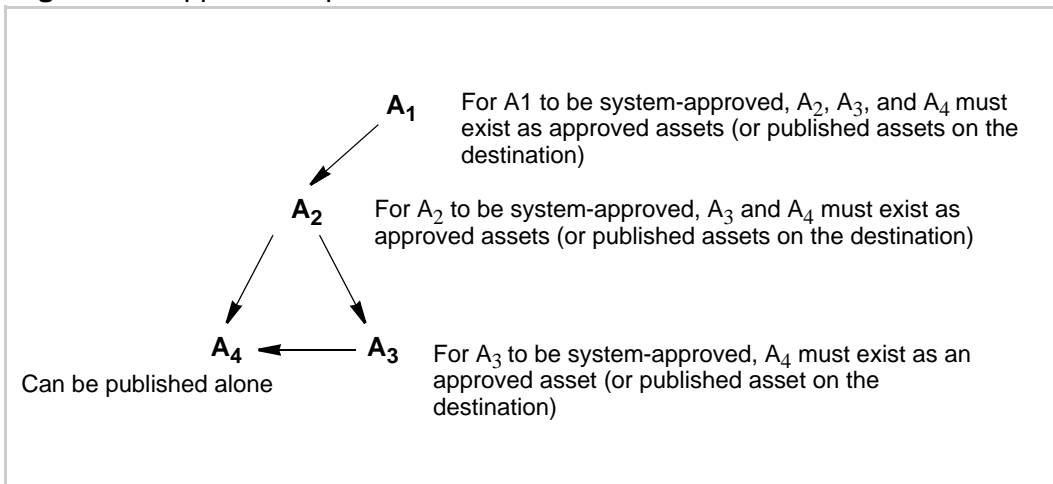 A1
For A1 to be system-approved, A2, A3, and A4 must
exist as approved assets (or published assets on the
destination)
A2
For A2 to be system-approved, A3 and A4 must exist as
approved assets (or published assets on the destination)
A4
A3
Can be published alone
For A3 to be system-approved, A4 must exist as an
approved asset (or published asset on the
destination)